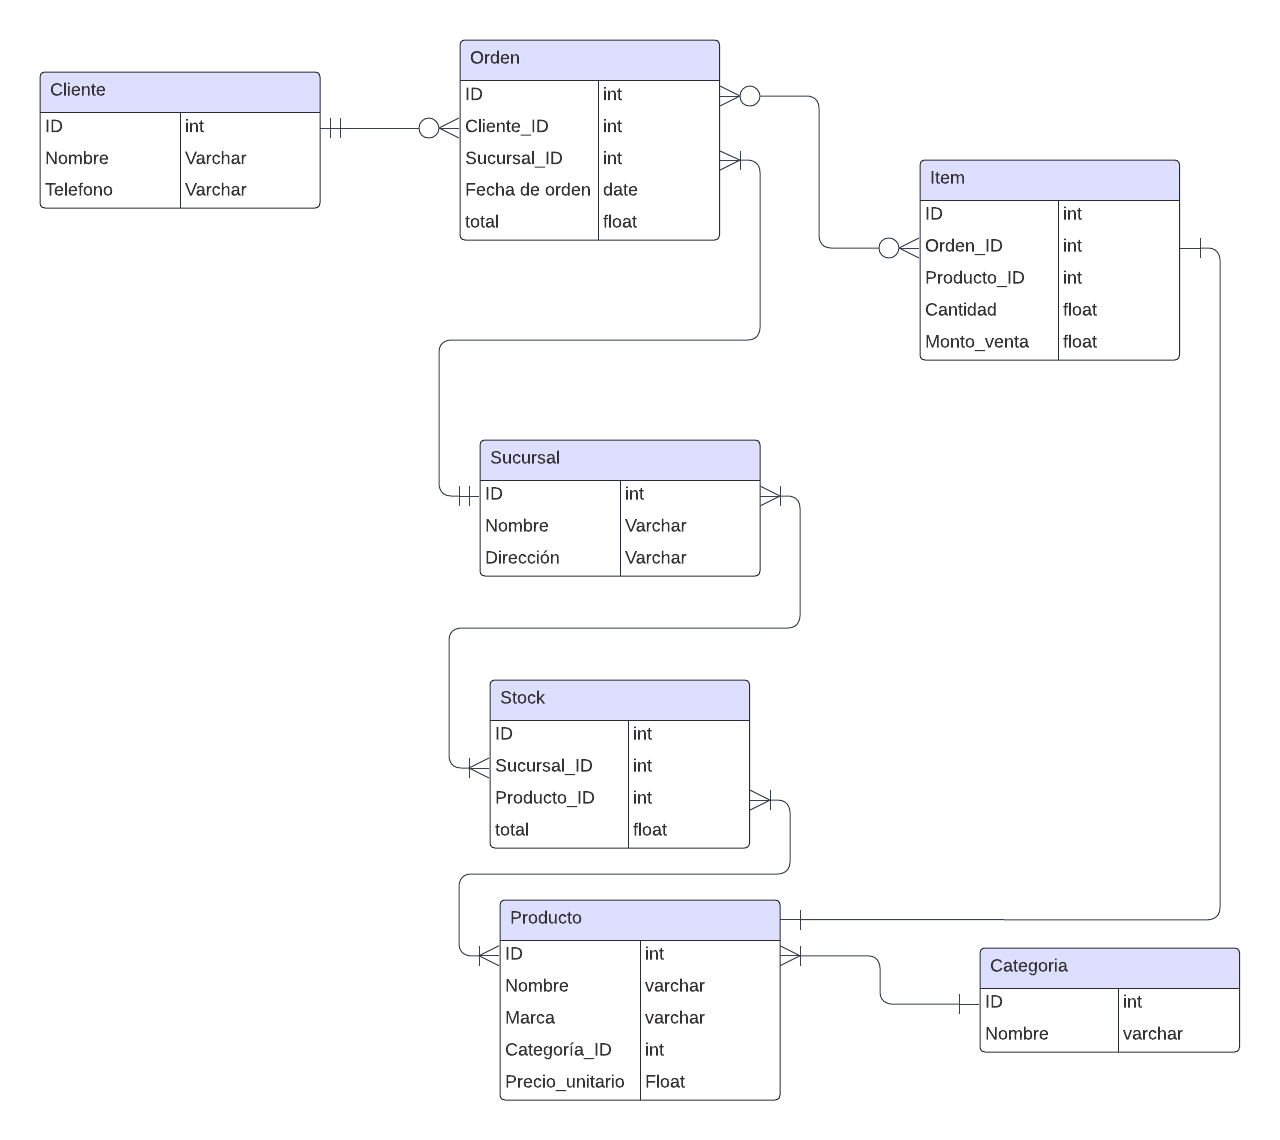 Cliente
ID int
Nombre Varchar
Telefono Varchar
Orden
ID int
Cliente_ID int
Sucursal_ID int
Fecha de orden date
total float
Item
ID int
Orden_ID int
Producto_ID int
Cantidad float
Monto_venta float
Sucursal
ID int
Nombre Varchar
Dirección Varchar
Stock
ID int
Sucursal_ID int
Producto_ID int
total float
Producto
ID int
Nombre varchar
Marca varchar
Categoría_ID int
Precio_unitario Float
Categoria
ID int
Nombre varchar